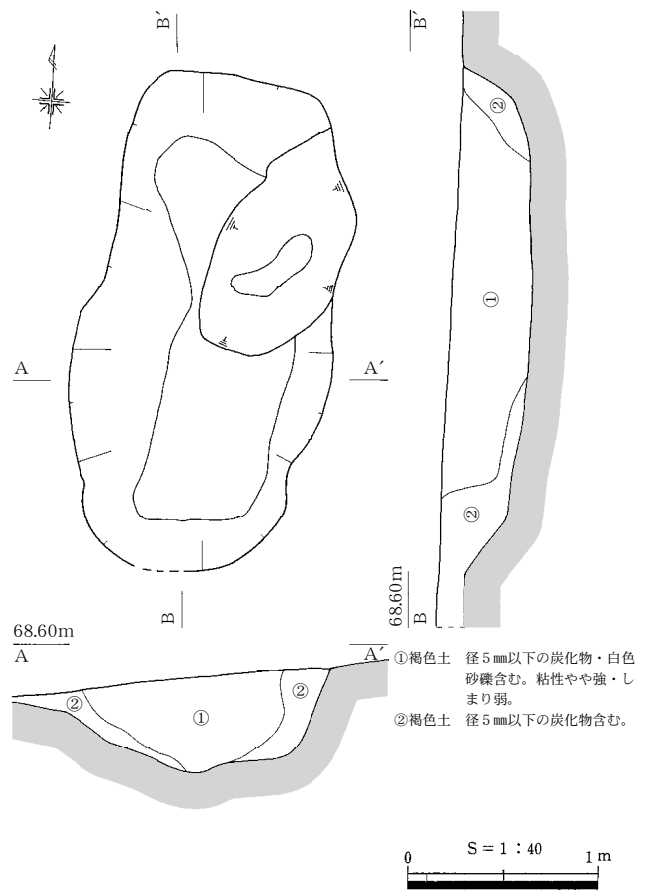 B′
B′
②
①
A
A′
②
B
68.60m
B
68.60m
A
A′
②
②
①
①褐色土 径5㎜以下の炭化物・白色
砂礫含む。粘性やや強・し
まり弱。
②褐色土 径5㎜以下の炭化物含む。
S＝1：40
0
1m